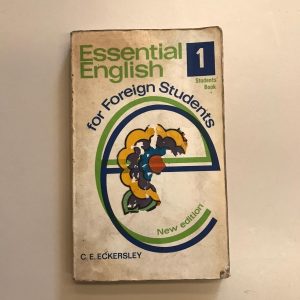 Essential
English
1
Students'
Book
for Foreign Students
New edition
C. E. ECKERSLEY